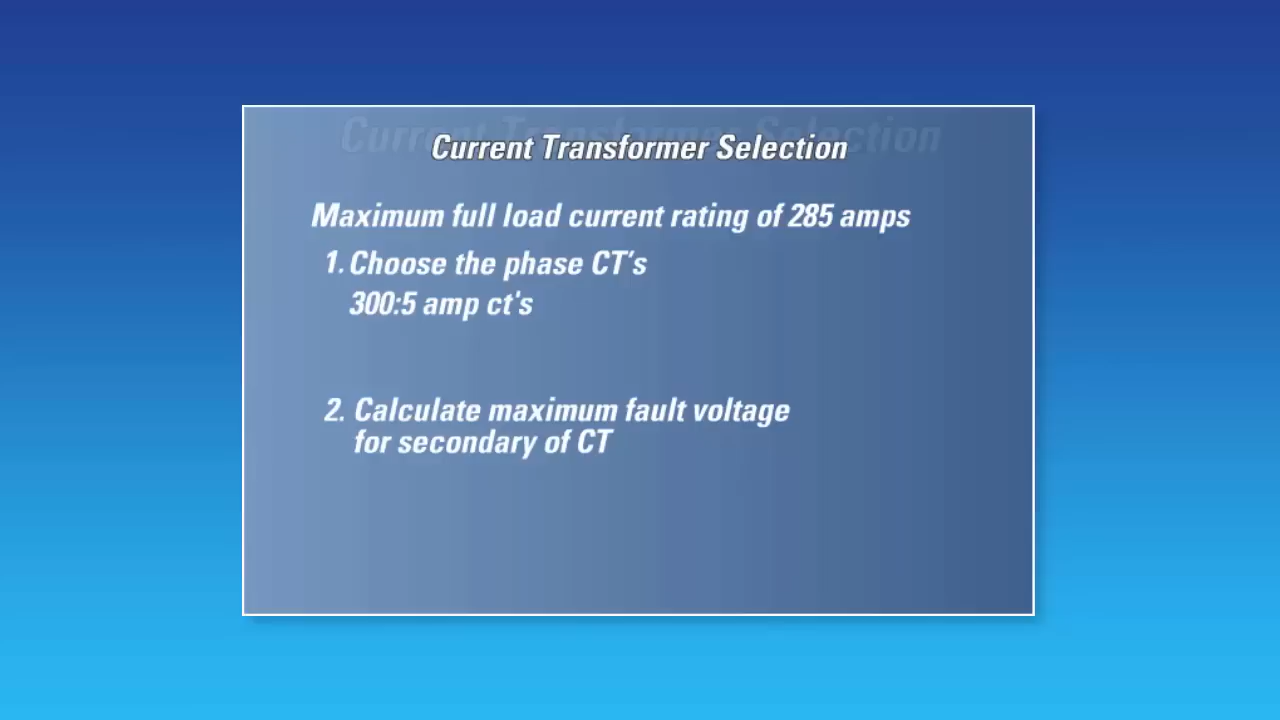 Current Transformer Selection
Maximum full load current rating of 285 amps
1. Choose the phase CT's
300:5 amp ct's
2. Calculate maximum fault voltage
for secondary of CT